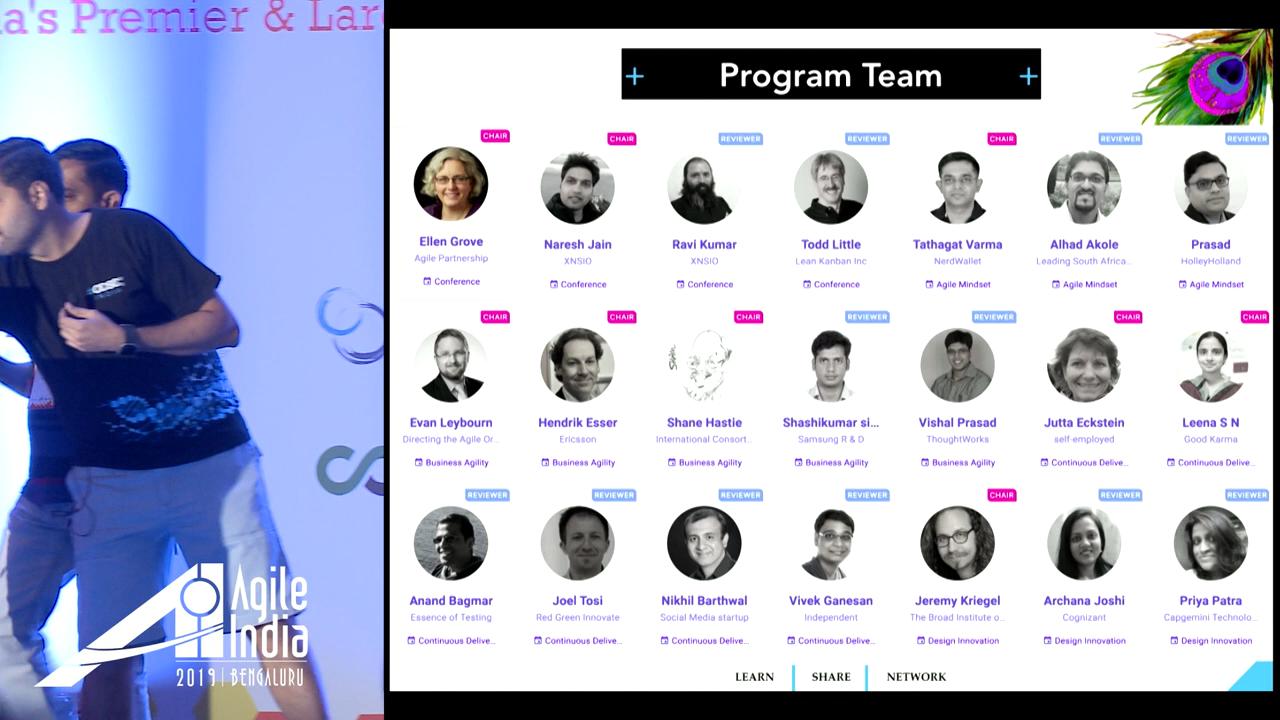 a's Premier & Larg
Program Team
CHAIR
CHAIR
REVIEWER
REVIEWER
CHAIR
REVIEWER
REVIEWER
Ellen Grove
Naresh Jain
Ravi Kumar
Todd Little
Tathagat Varma
Alhad Akole
Prasad
Agile Partnership
XNSIO
XNSIO
Lean Kanban Inc
NerdWallet
Leading South Africa...
HolleyHolland
Conference
Conference
Conference
Conference
Agile Mindset
Agile Mindset
Agile Mindset
CHAIR
CHAIR
CHAIR
REVIEWER
REVIEWER
CHAIR
CHAIR
Evan Leybourn
Hendrik Esser
Shane Hastie
Shashikumar si...
Vishal Prasad
Jutta Eckstein
Leena S N
Directing the Agile Or...
Ericsson
International Consort...
Samsung R & D
ThoughtWorks
self-employed
Good Karma
Business Agility
Business Agility
Business Agility
Business Agility
Business Agility
Continuous Delive...
Continuous Delive...
REVIEWER
REVIEWER
REVIEWER
REVIEWER
CHAIR
REVIEWER
REVIEWER
Anand Bagmar
Joel Tosi
Nikhil Barthwal
Vivek Ganesan
Jeremy Kriegel
Archana Joshi
Priya Patra
Essence of Testing
Red Green Innovate
Social Media startup
Independent
The Broad Institute o...
Cognizant
Capgemini Technolo...
Continuous Delive...
Continuous Delive...
Continuous Delive...
Continuous Delive...
Design Innovation
Design Innovation
Design Innovation
LEARN
SHARE
NETWORK
Agile
India
2019 | BENGALURU